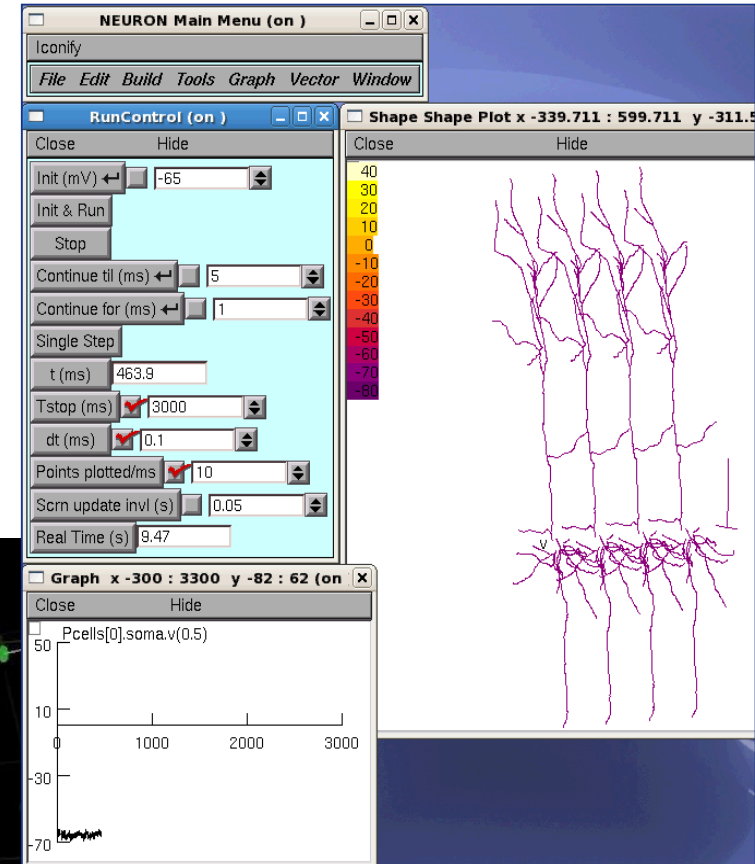 NEURON Main Menu (on )
Iconify
File Edit Build Tools Graph Vector Window
RunControl (on )
Close Hide
Init (mV) -65
Init & Run
Stop
Continue til (ms) 5
Continue for (ms) 1
Single Step
t (ms) 463.9
Tstop (ms) 3000
dt (ms) 0.1
Points plotted/ms 10
Scrn update invl (s) 0.05
Real Time (s) 9.47
Shape Shape Plot x -339.711 : 599.711 y -311.5
Close Hide
40
30
20
10
0
-10
-20
-30
-40
-50
-60
-70
-80
V
Graph x -300 : 3300 y -82 : 62 (on
Close Hide
Pcells[0].soma.v(0.5)
50
10
0 1000 2000 3000
-30
-70